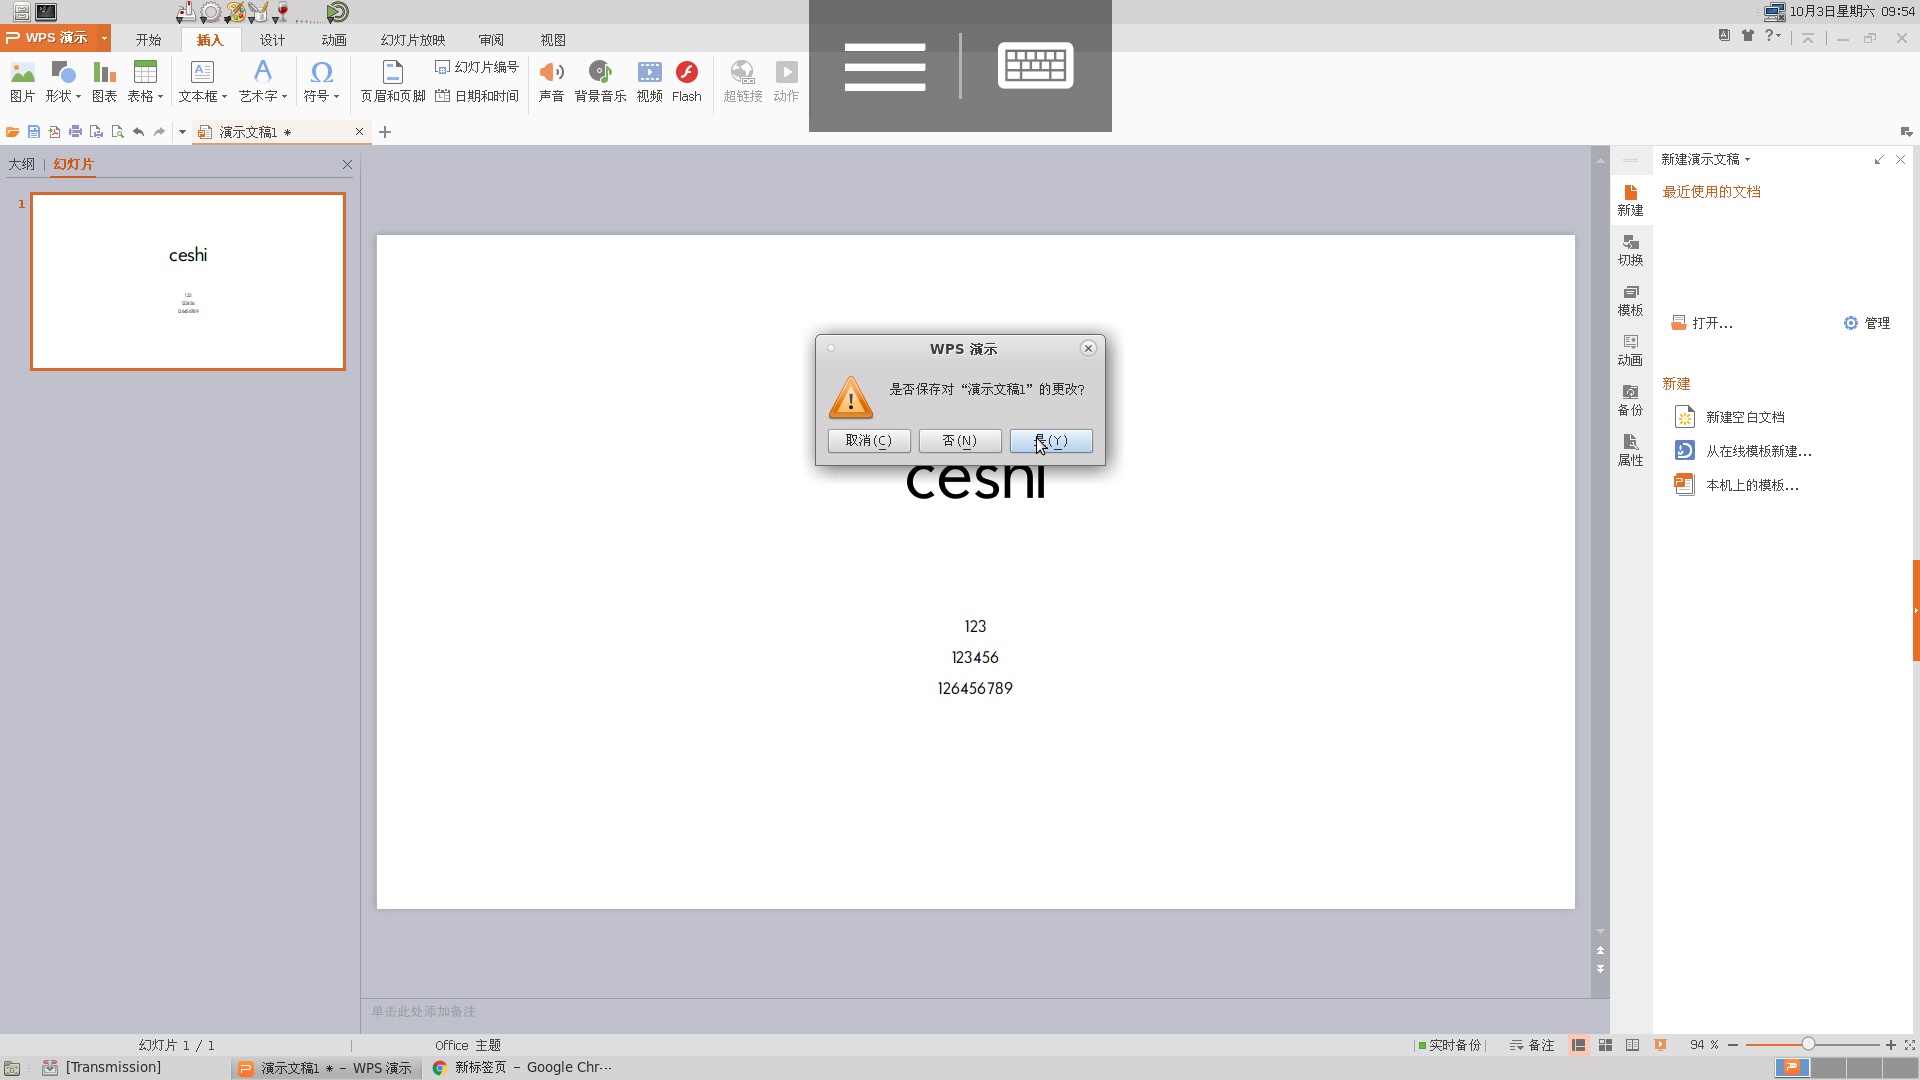 10月3日星期六 09:54
WPS 演示
开始
插入
设计
动画
幻灯片放映
审阅
视图
图片
形状
图表
表格
文本框
艺术字
符号
页眉和页脚
幻灯片编号
日期和时间
声音
背景音乐
视频
Flash
超链接
动作
演示文稿1 *
大纲
幻灯片
1
ceshi
123
123456
126456789
WPS 演示
是否保存对“演示文稿1”的更改?
取消(C)
否(N)
是(Y)
ceshi
123
123456
126456789
单击此处添加备注
新建演示文稿
最近使用的文档
新建
切换
模板
动画
备份
属性
打开...
管理
新建
新建空白文档
从在线模板新建...
本机上的模板...
幻灯片 1 / 1
Office 主题
实时备份
备注
94 %
[Transmission]
演示文稿1 * – WPS 演示
新标签页 – Google Chr···